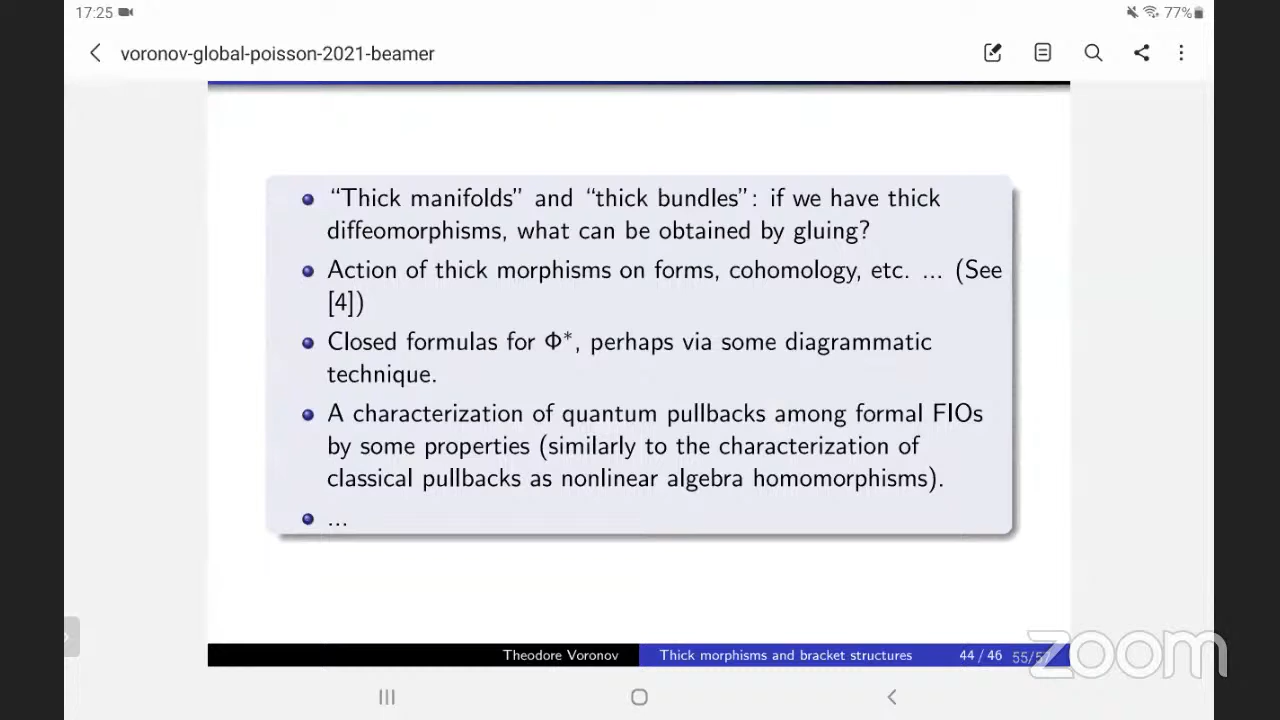 17:25
77%
voronov-global-poisson-2021-beamer
“Thick manifolds” and “thick bundles”: if we have thick
diffeomorphisms, what can be obtained by gluing?
Action of thick morphisms on forms, cohomology, etc. ... (See
[4])
Closed formulas for Φ*, perhaps via some diagrammatic
technique.
A characterization of quantum pullbacks among formal FIOs
by some properties (similarly to the characterization of
classical pullbacks as nonlinear algebra homomorphisms).
...
Theodore Voronov
Thick morphisms and bracket structures
44 / 46
55/57
zoom